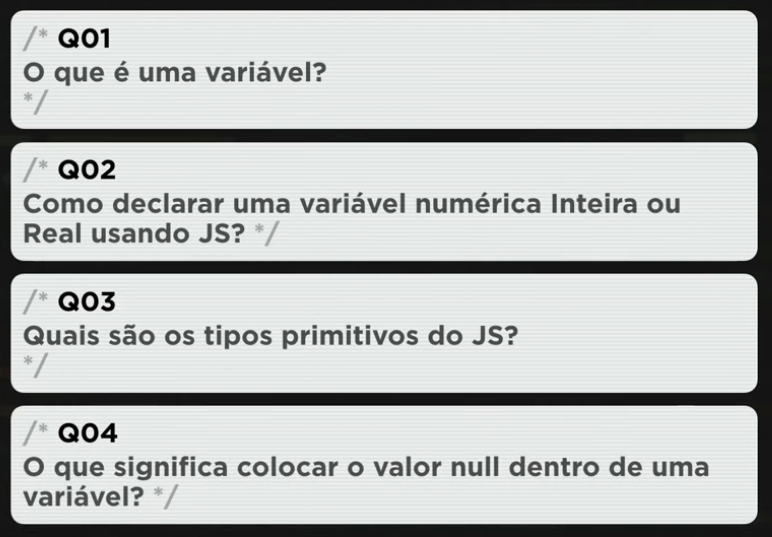 /* Q01
O que é uma variável?
*/
/* Q02
Como declarar uma variável numérica Inteira ou
Real usando JS? */
/* Q03
Quais são os tipos primitivos do JS?
*/
/* Q04
O que significa colocar o valor null dentro de uma
variável? */